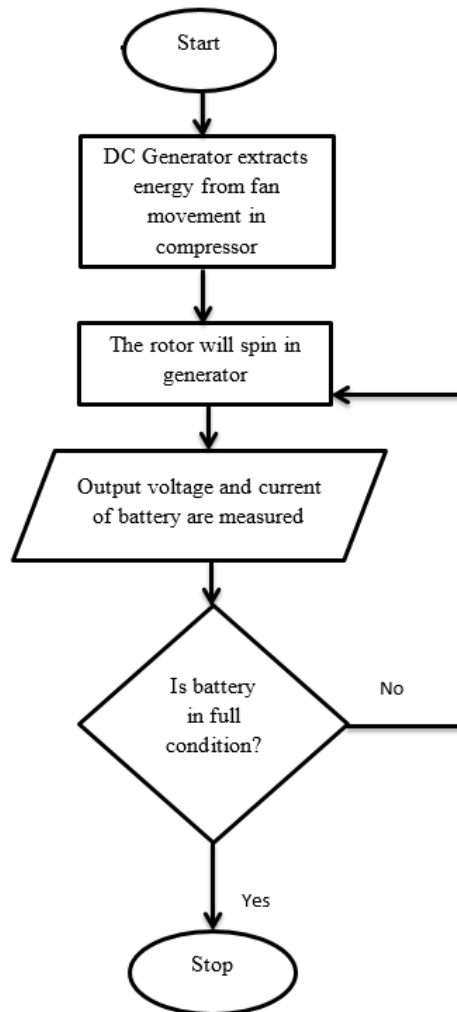 Start
DC Generator extracts
energy from fan
movement in
compressor
The rotor will spin in
generator
Output voltage and current
of battery are measured
Is battery
in full
condition?
No
Yes
Stop